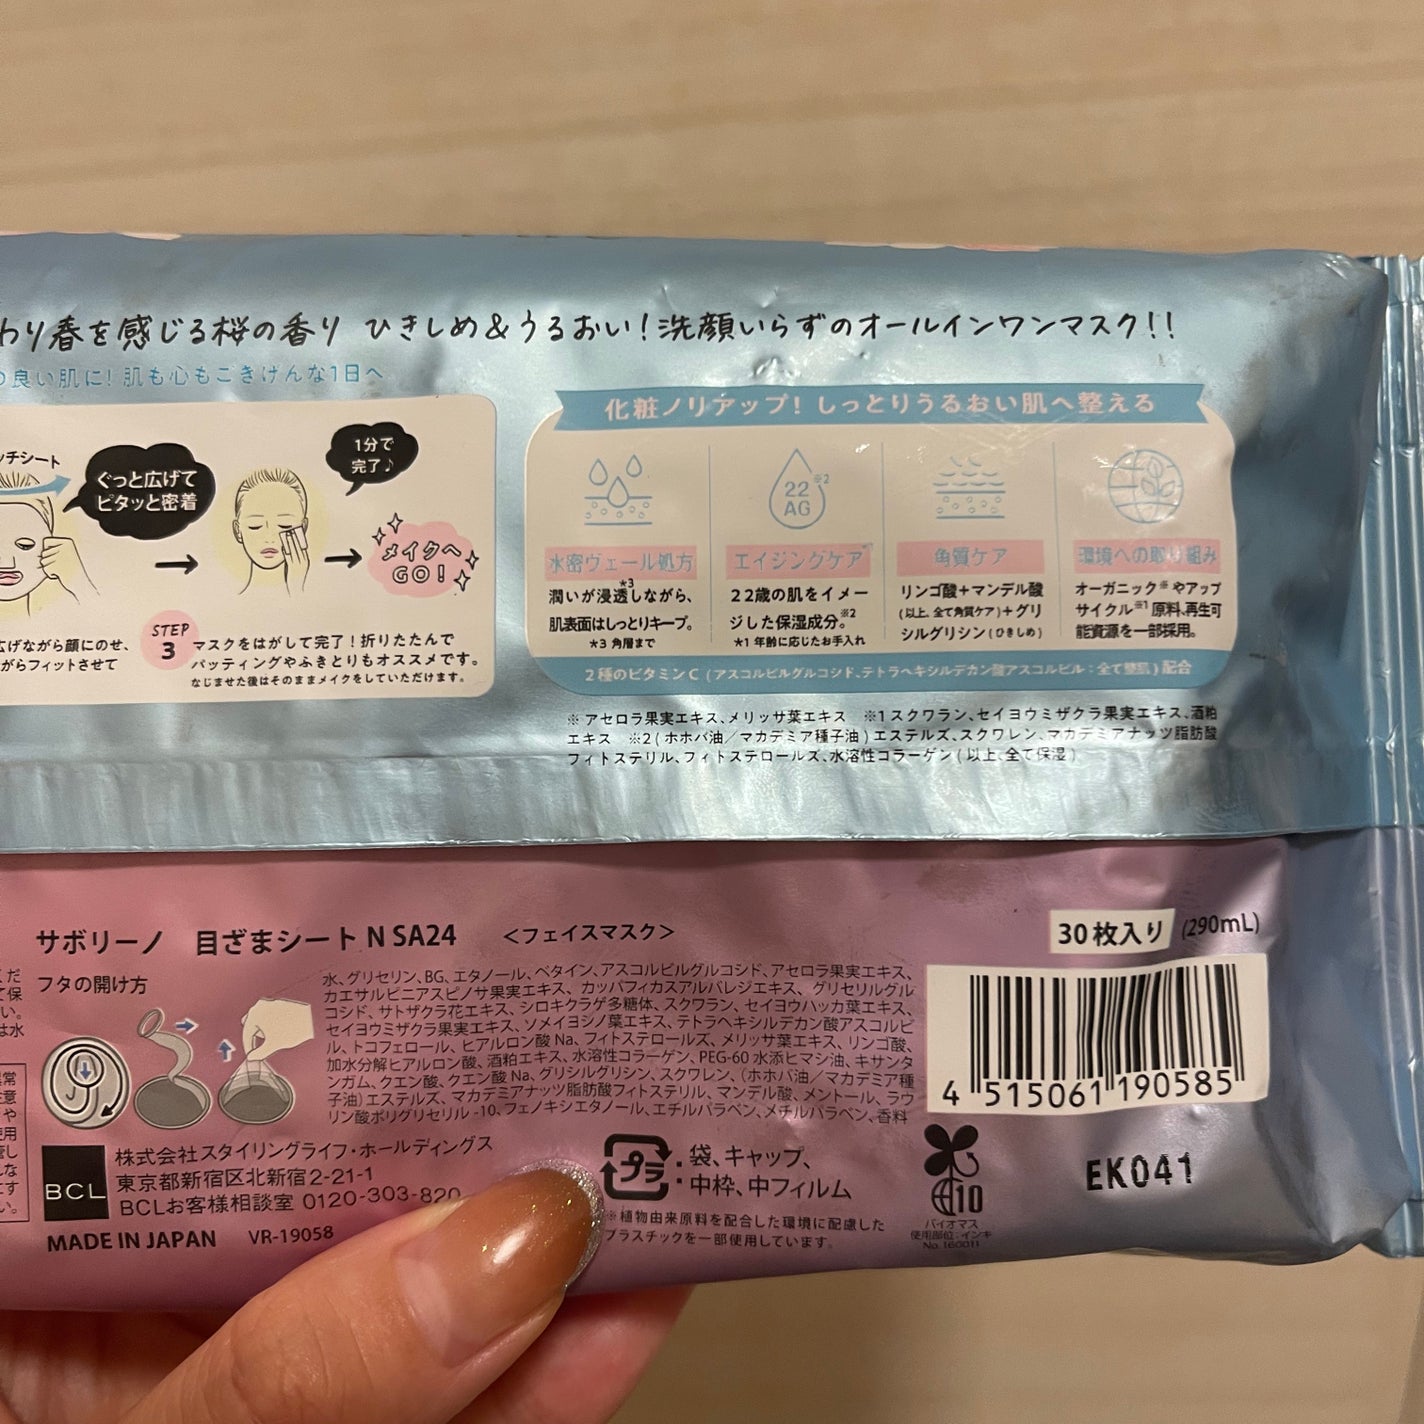 わり春を感じる桜の香り ひきしめ&うるおい!洗顔いらずのオールインワンマスク!!
の良い肌に! 肌も心もごきげんな1日へ
ッチシート
ぐっと広げて
ピタッと密着
1分で
完了♪
メイクへ
GO!
広げながら顔にのせ、
がらフィットさせて
STEP
3
マスクをはがして完了!折りたたんで
パッティングやふきとりもオススメです。
なじませた後はそのままメイクをしていただけます。
化粧ノリアップ! しっとりうるおい肌へ整える
水密ヴェール処方
潤いが浸透*3しながら、
肌表面はしっとりキープ。
*3 角層まで
22 ※2
AG
エイジングケア*1
22歳の肌をイメー
ジした保湿成分。※2
*1 年齢に応じたお手入れ
角質ケア
リンゴ酸+マンデル酸
(以上、全て角質ケア)+グリ
シルグリシン(ひきしめ)
環境への取り組み
オーガニック※やアップ
サイクル※1原料、再生可
能資源を一部採用。
2種のビタミンC (アスコルビルグルコシド、テトラヘキシルデカン酸アスコルビル:全て整肌) 配合
※ アセロラ果実エキス、メリッサ葉エキス ※1 スクワラン、セイヨウミザクラ果実エキス、酒粕
エキス ※2 (ホホバ油/マカデミア種子油) エステルズ、スクワレン、マカデミアナッツ脂肪酸
フィトステリル、フィトステロールズ、水溶性コラーゲン (以上、全て保湿)
サボリーノ 目ざまシート N SA24 <フェイスマスク>
30枚入り (290mL)
フタの開け方
水、グリセリン、BG、エタノール、ベタイン、アスコルビルグルコシド、アセロラ果実エキス、
カエサルピニアスピノサ果実エキス、カッパフィカスアルバレジエキス、グリセリルグル
コシド、サトザクラ花エキス、シロキクラゲ多糖体、スクワラン、セイヨウハッカ葉エキス、
セイヨウミザクラ果実エキス、ソメイヨシノ葉エキス、テトラヘキシルデカン酸アスコルビ
ル、トコフェロール、ヒアルロン酸Na、フィトステロールズ、メリッサ葉エキス、リンゴ酸、
加水分解ヒアルロン酸、酒粕エキス、水溶性コラーゲン、PEG-60水添ヒマシ油、キサンタ
ンガム、クエン酸、クエン酸Na、グリシルグリシン、スクワレン、(ホホバ油/マカデミア種
子油)エステルズ、マカデミアナッツ脂肪酸フィトステリル、マンデル酸、メントール、ラウ
リン酸ポリグリセリル-10、フェノキシエタノール、エチルパラベン、メチルパラベン、香料
4 515061 190585
BCL
株式会社スタイリングライフ・ホールディングス
東京都新宿区北新宿2-21-1
BCLお客様相談室 0120-303-820
MADE IN JAPAN VR-19058
プラ
: 袋、キャップ、
: 中枠、中フィルム
※植物由来原料を配合した環境に配慮した
プラスチックを一部使用しています。
10
バイオマス
使用部位:インキ
No.160011
EK041